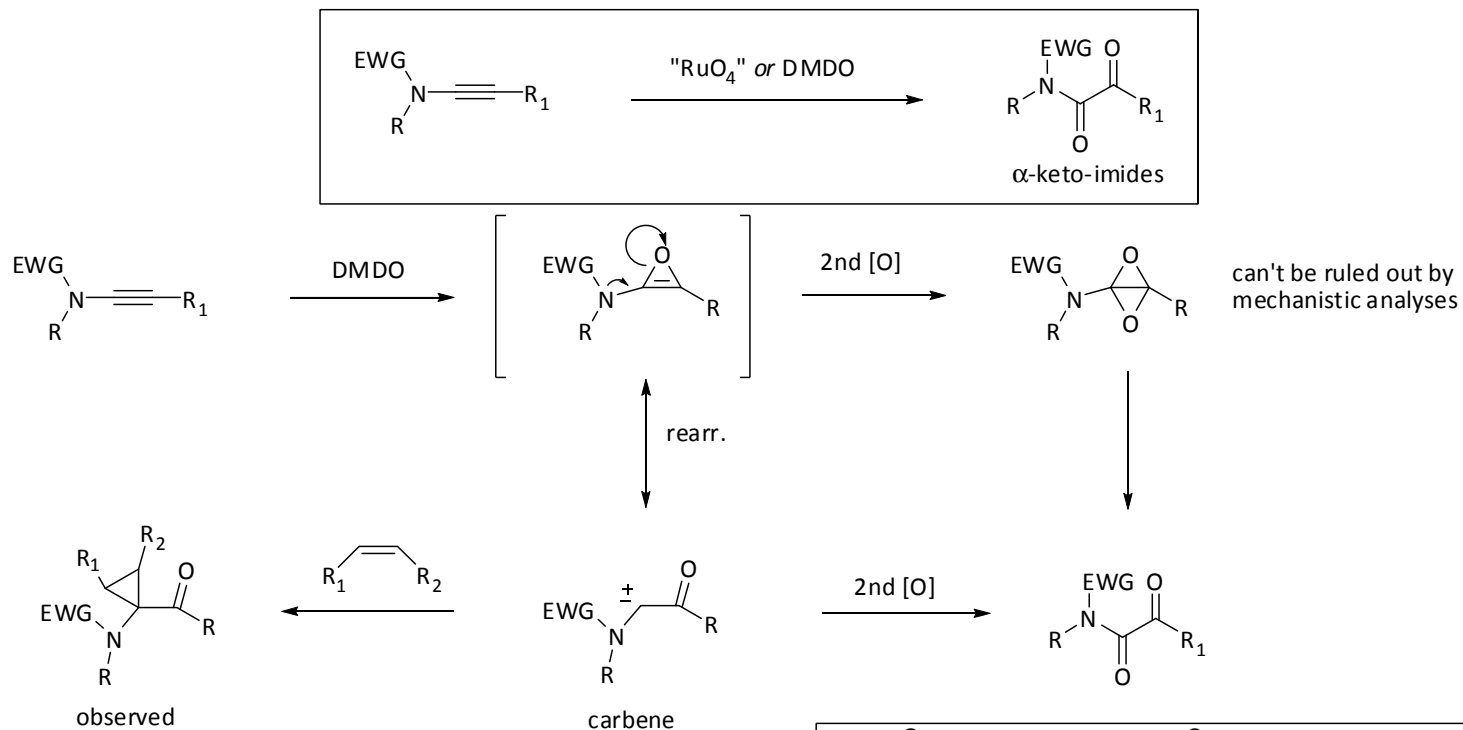 EWG
N
R
R1
"RuO4" or DMDO
EWG O
N
R
R1
O
α-keto-imides
EWG
N
R
R1
DMDO
O
EWG
N
R
R
2nd [O]
O
EWG
N
R
O
R
can't be ruled out by
mechanistic analyses
rearr.
R2
R1
O
EWG
N
R
R
observed
R1
R2
O
±
EWG
N
R
R
carbene
2nd [O]
EWG O
N
R
R1
O